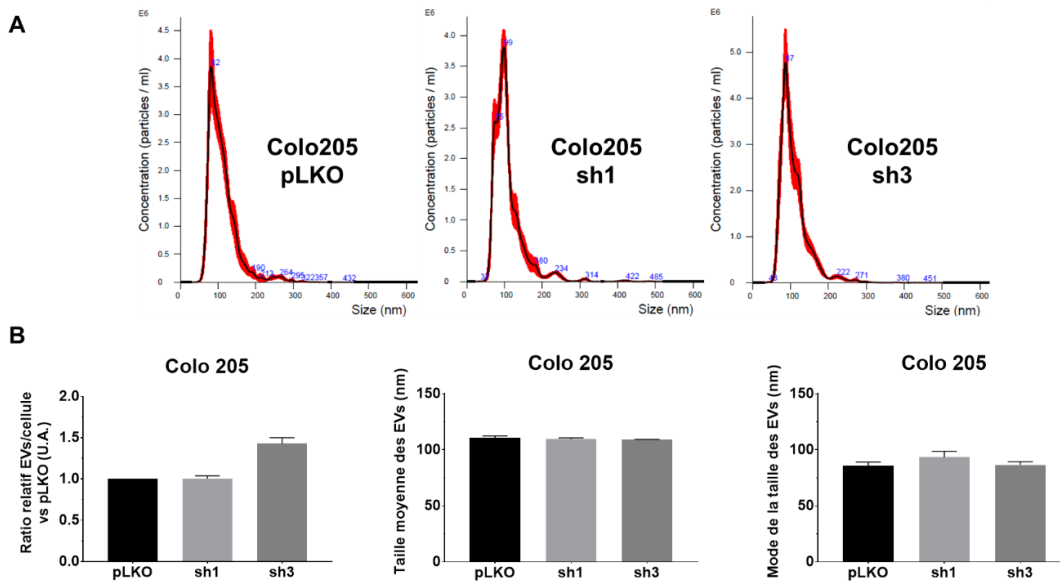 A
E6
Concentration (particles / ml)
4.5
4.0
3.5
3.0
2.5
2.0
1.5
1.0
0.5
0
Colo205
pLKO
190
213
264
295
322
357
432
0 100 200 300 400 500 600
Size (nm)
E6
Concentration (particles / ml)
4.5
4.0
3.5
3.0
2.5
2.0
1.5
1.0
0.5
0
99
Colo205
sh1
180
234
314
422
485
0 100 200 300 400 500 600
Size (nm)
E6
Concentration (particles / ml)
5.0
4.0
3.0
2.0
1.0
0
Colo205
sh3
222
271
380
451
0 100 200 300 400 500 600
Size (nm)
B
Colo 205
Ratio relatif EVs/cellule
vs pLKO (U.A.)
2.0
1.5
1.0
0.5
0.0
pLKO sh1 sh3
Colo 205
Taille moyenne des EVs (nm)
150
100
50
0
pLKO sh1 sh3
Colo 205
Mode de la taille des EVs (nm)
150
100
50
0
pLKO sh1 sh3